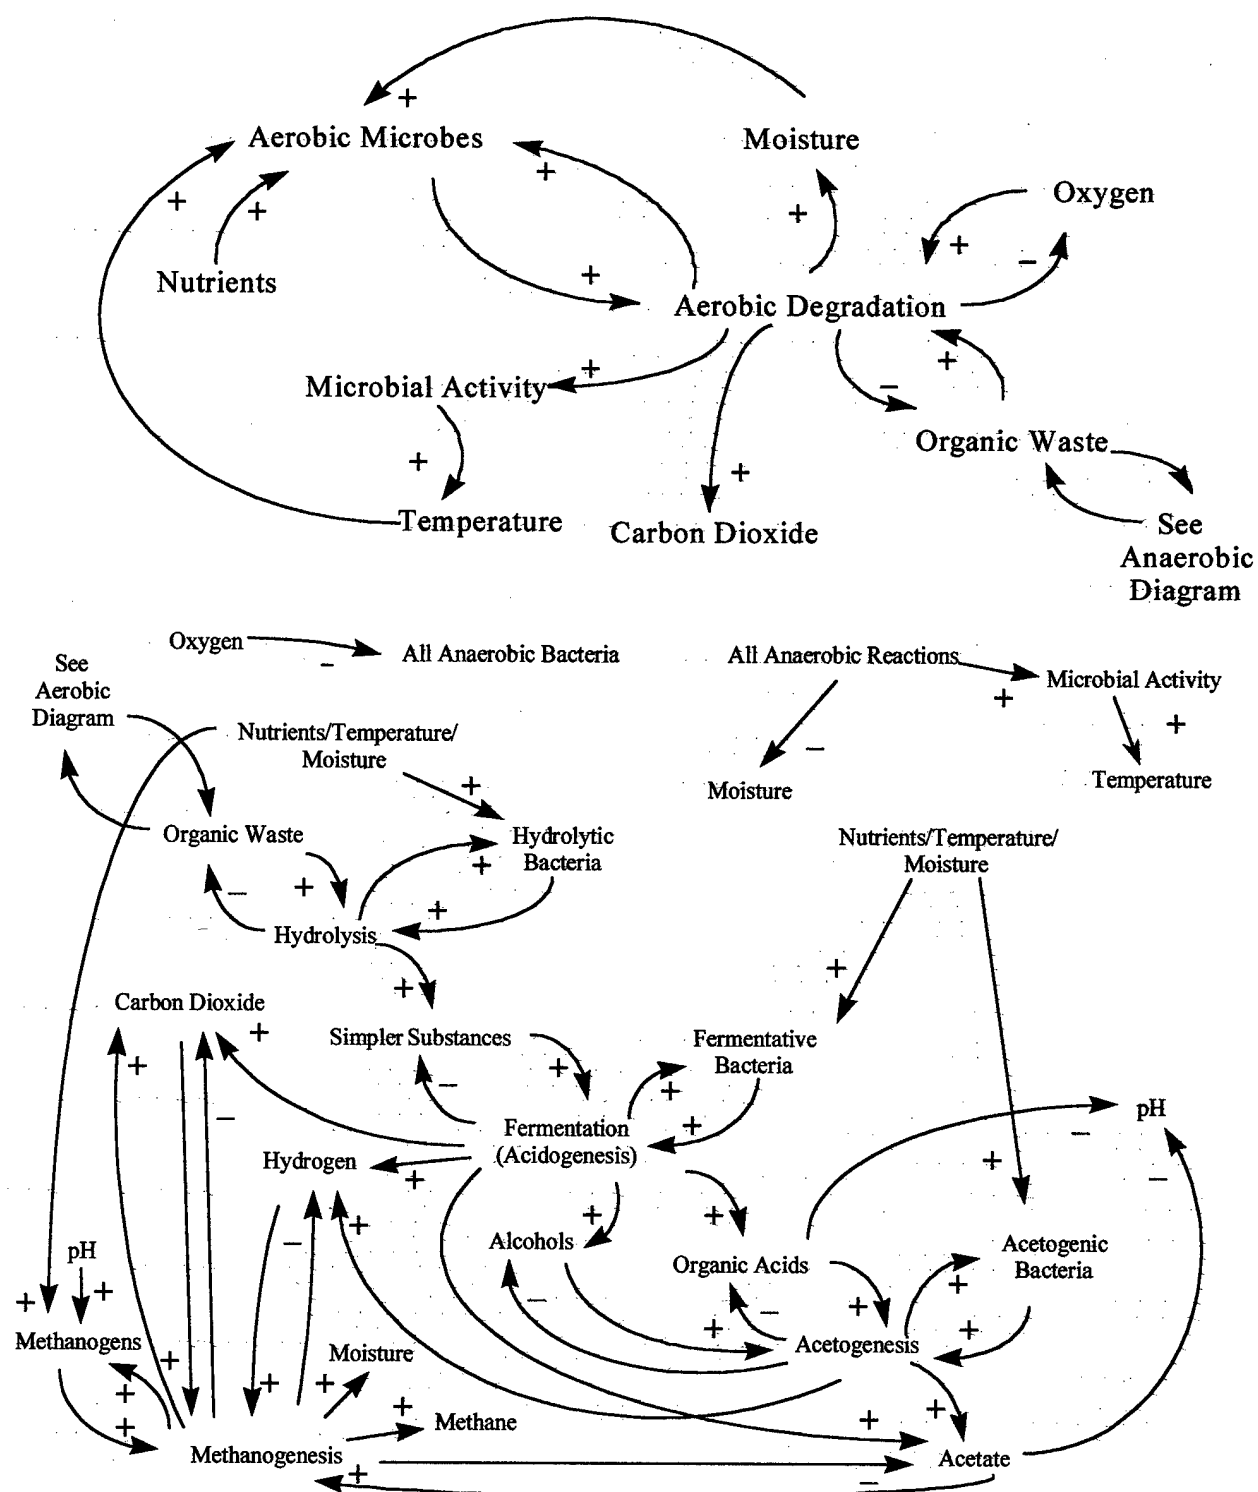 Aerobic Microbes
Moisture
Oxygen
Nutrients
Aerobic Degradation
Microbial Activity
Organic Waste
Temperature
Carbon Dioxide
See
Anaerobic
Diagram
+
+
+
+
+
+
+
−
+
+
−
+
+
Oxygen
−
All Anaerobic Bacteria
All Anaerobic Reactions
+
Microbial Activity
+
Temperature
−
Moisture
See
Aerobic
Diagram
Nutrients/Temperature/
Moisture
+
Organic Waste
Hydrolytic
Bacteria
−
+
+
+
Hydrolysis
Nutrients/Temperature/
Moisture
+
+
Carbon Dioxide
+
+
−
Simpler Substances
+
−
Fermentative
Bacteria
+
+
Fermentation
(Acidogenesis)
pH
−
−
+
Hydrogen
+
+
+
−
Alcohols
−
Organic Acids
−
+
Acetogenic
Bacteria
+
+
pH
+
+
Methanogens
+
+
+
+
+
Moisture
+
Methane
+
Acetogenesis
+
+
Methanogenesis
+
Acetate
−